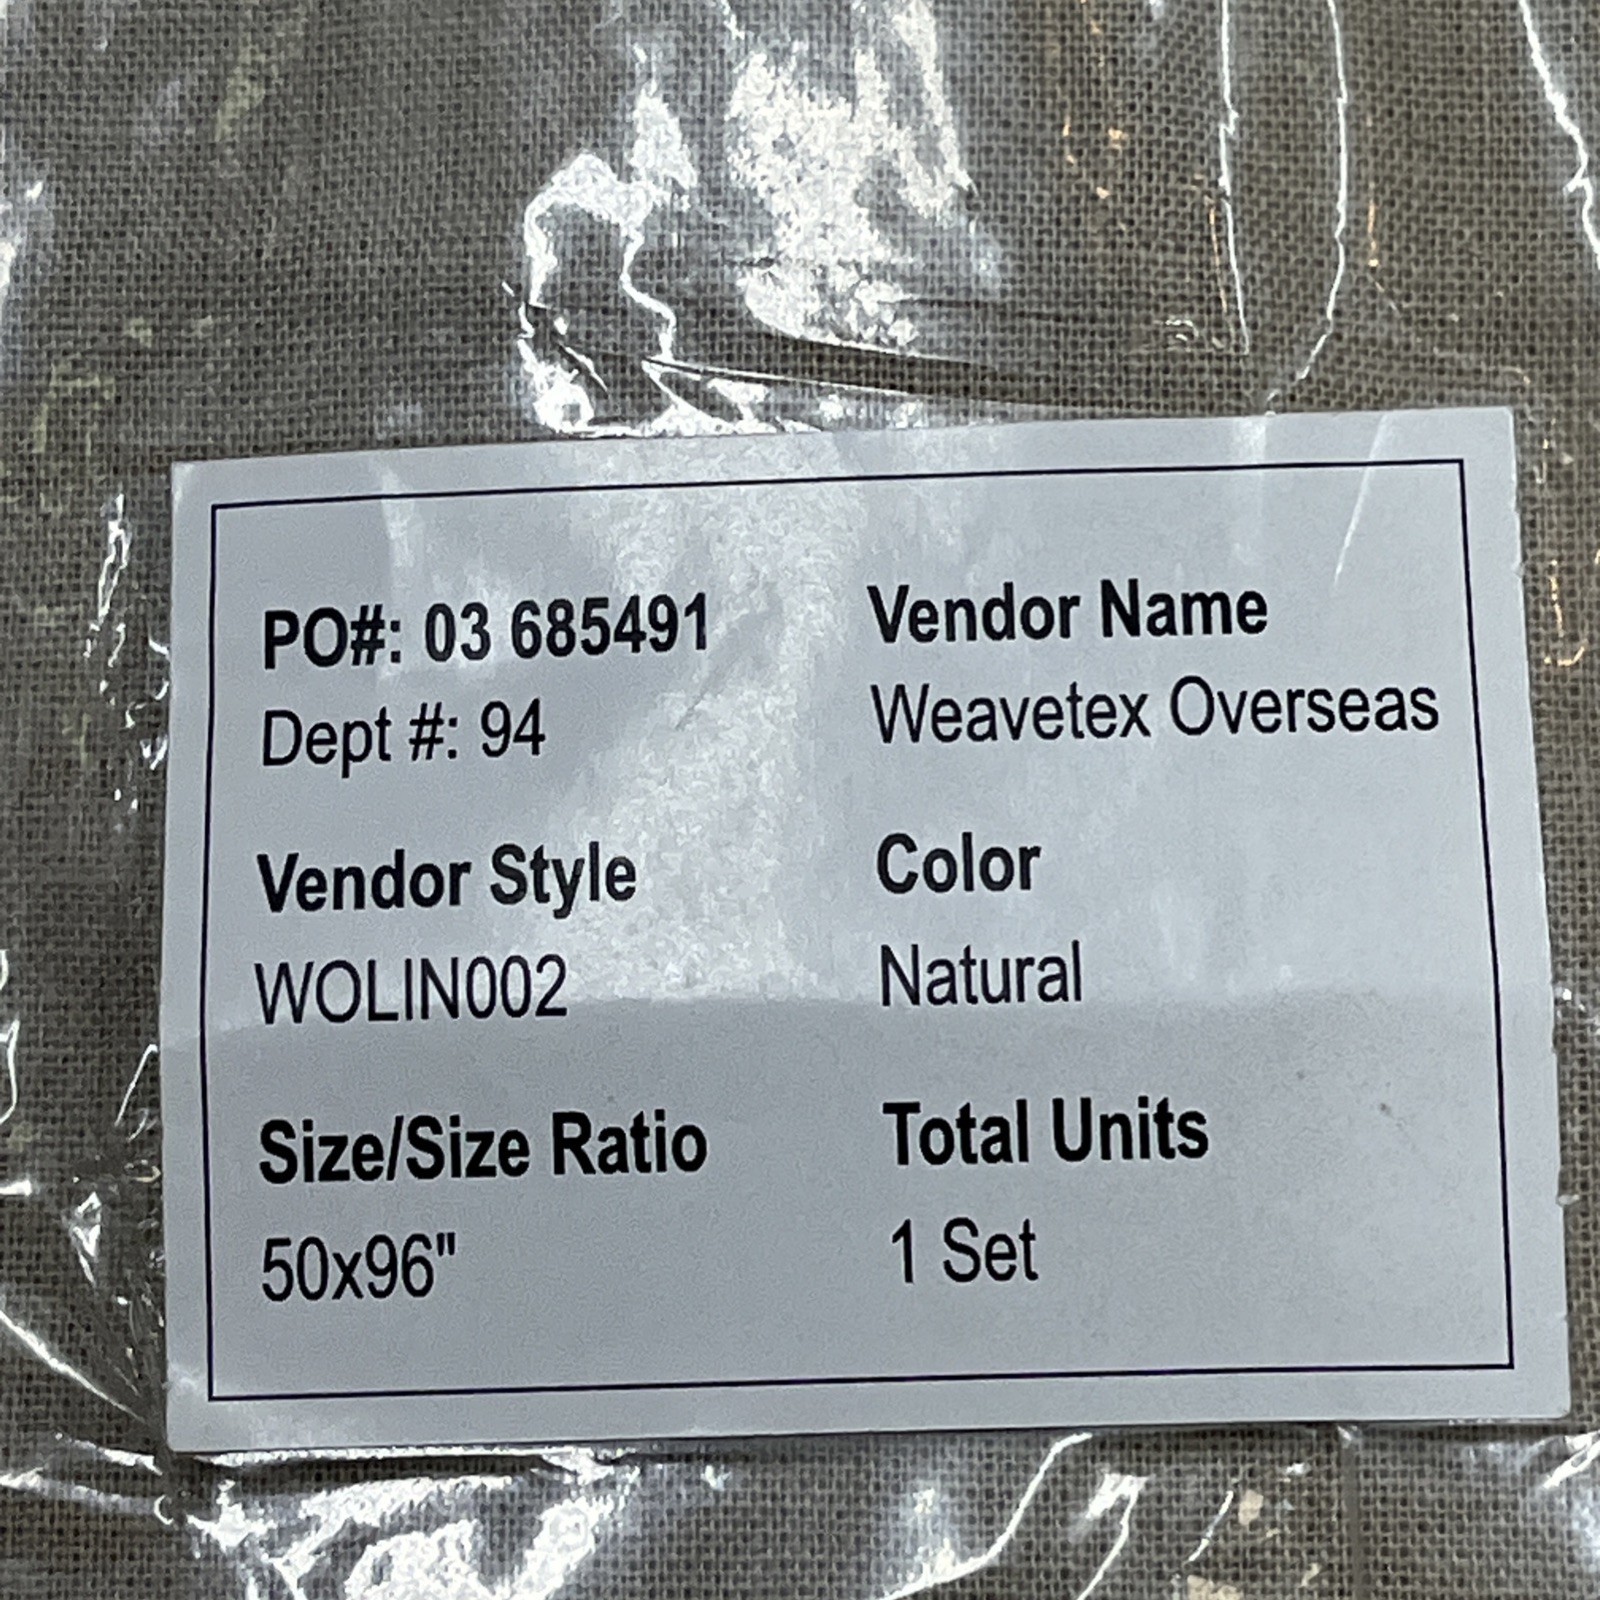 PO#: 03 685491
Dept #: 94
Vendor Name
Weavetex Overseas
Vendor Style
WOLIN002
Color
Natural
Size/Size Ratio
50x96"
Total Units
1 Set